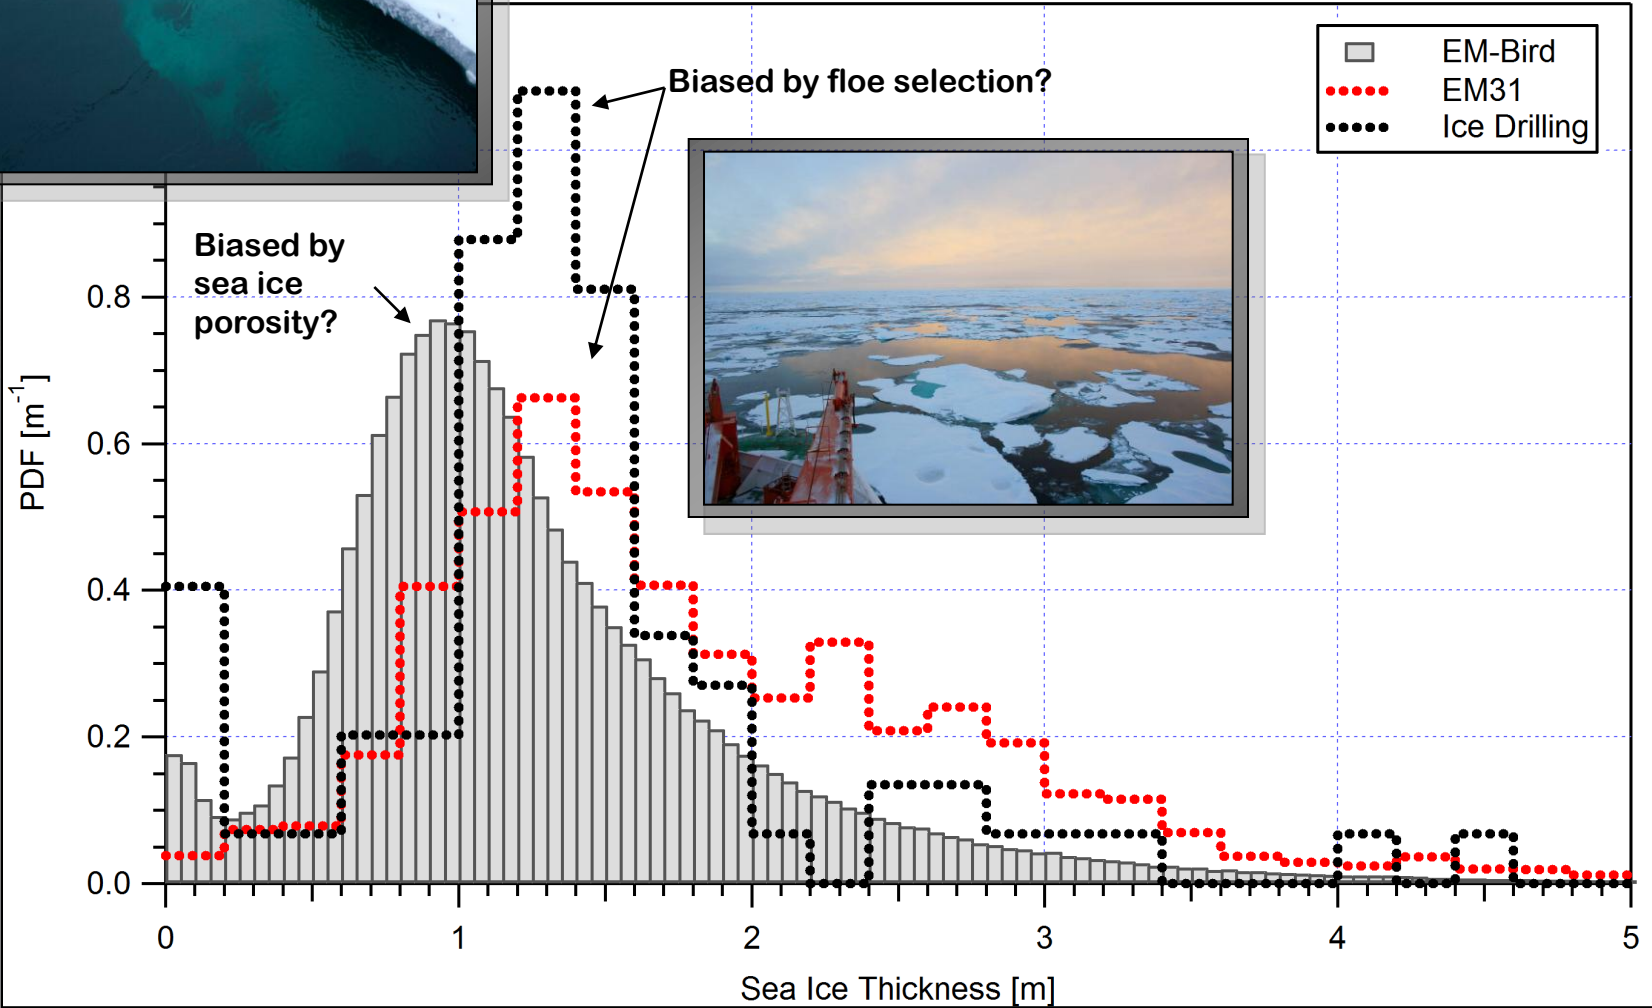 EM-Bird
EM31
Ice Drilling
Biased by floe selection?
Biased by
sea ice
porosity?
PDF [m-1]
0.8
0.6
0.4
0.2
0.0
0 1 2 3 4 5
Sea Ice Thickness [m]